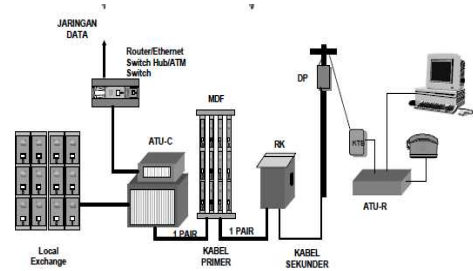 JARINGAN
DATA
Router/Ethernet
Switch Hub/ATM
Switch
MDF
DP
ATU-C
RK
KTB
ATU-R
1 PAIR
1 PAIR
Local
Exchange
KABEL
PRIMER
KABEL
SEKUNDER